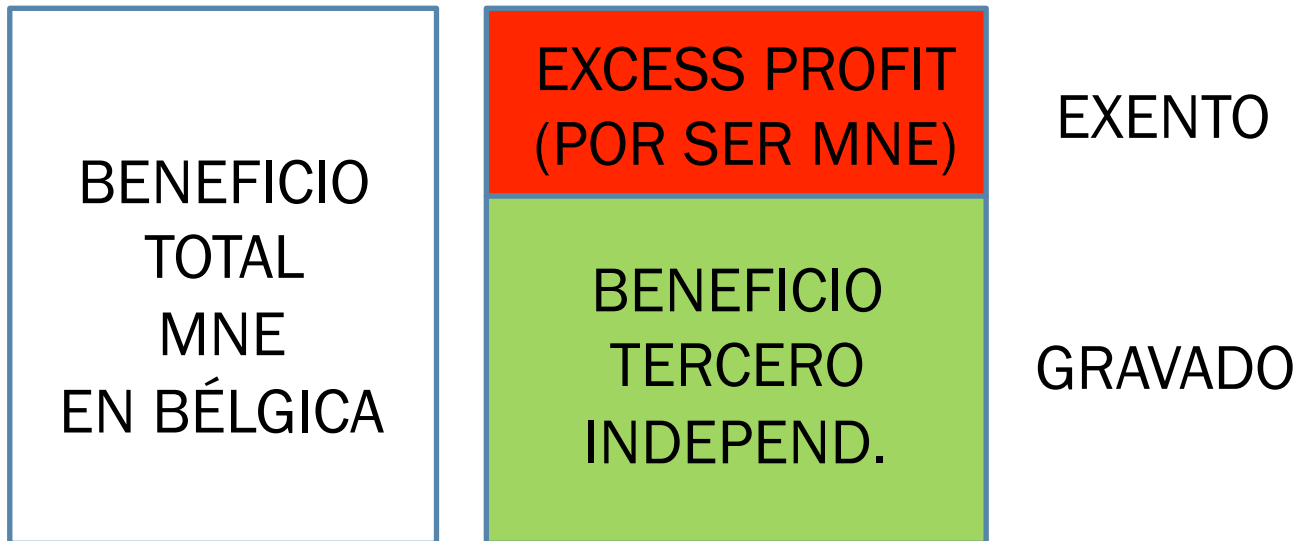 BENEFICIO
TOTAL
MNE
EN BÉLGICA
EXCESS PROFIT
(POR SER MNE)
EXENTO
BENEFICIO
TERCERO
INDEPEND.
GRAVADO